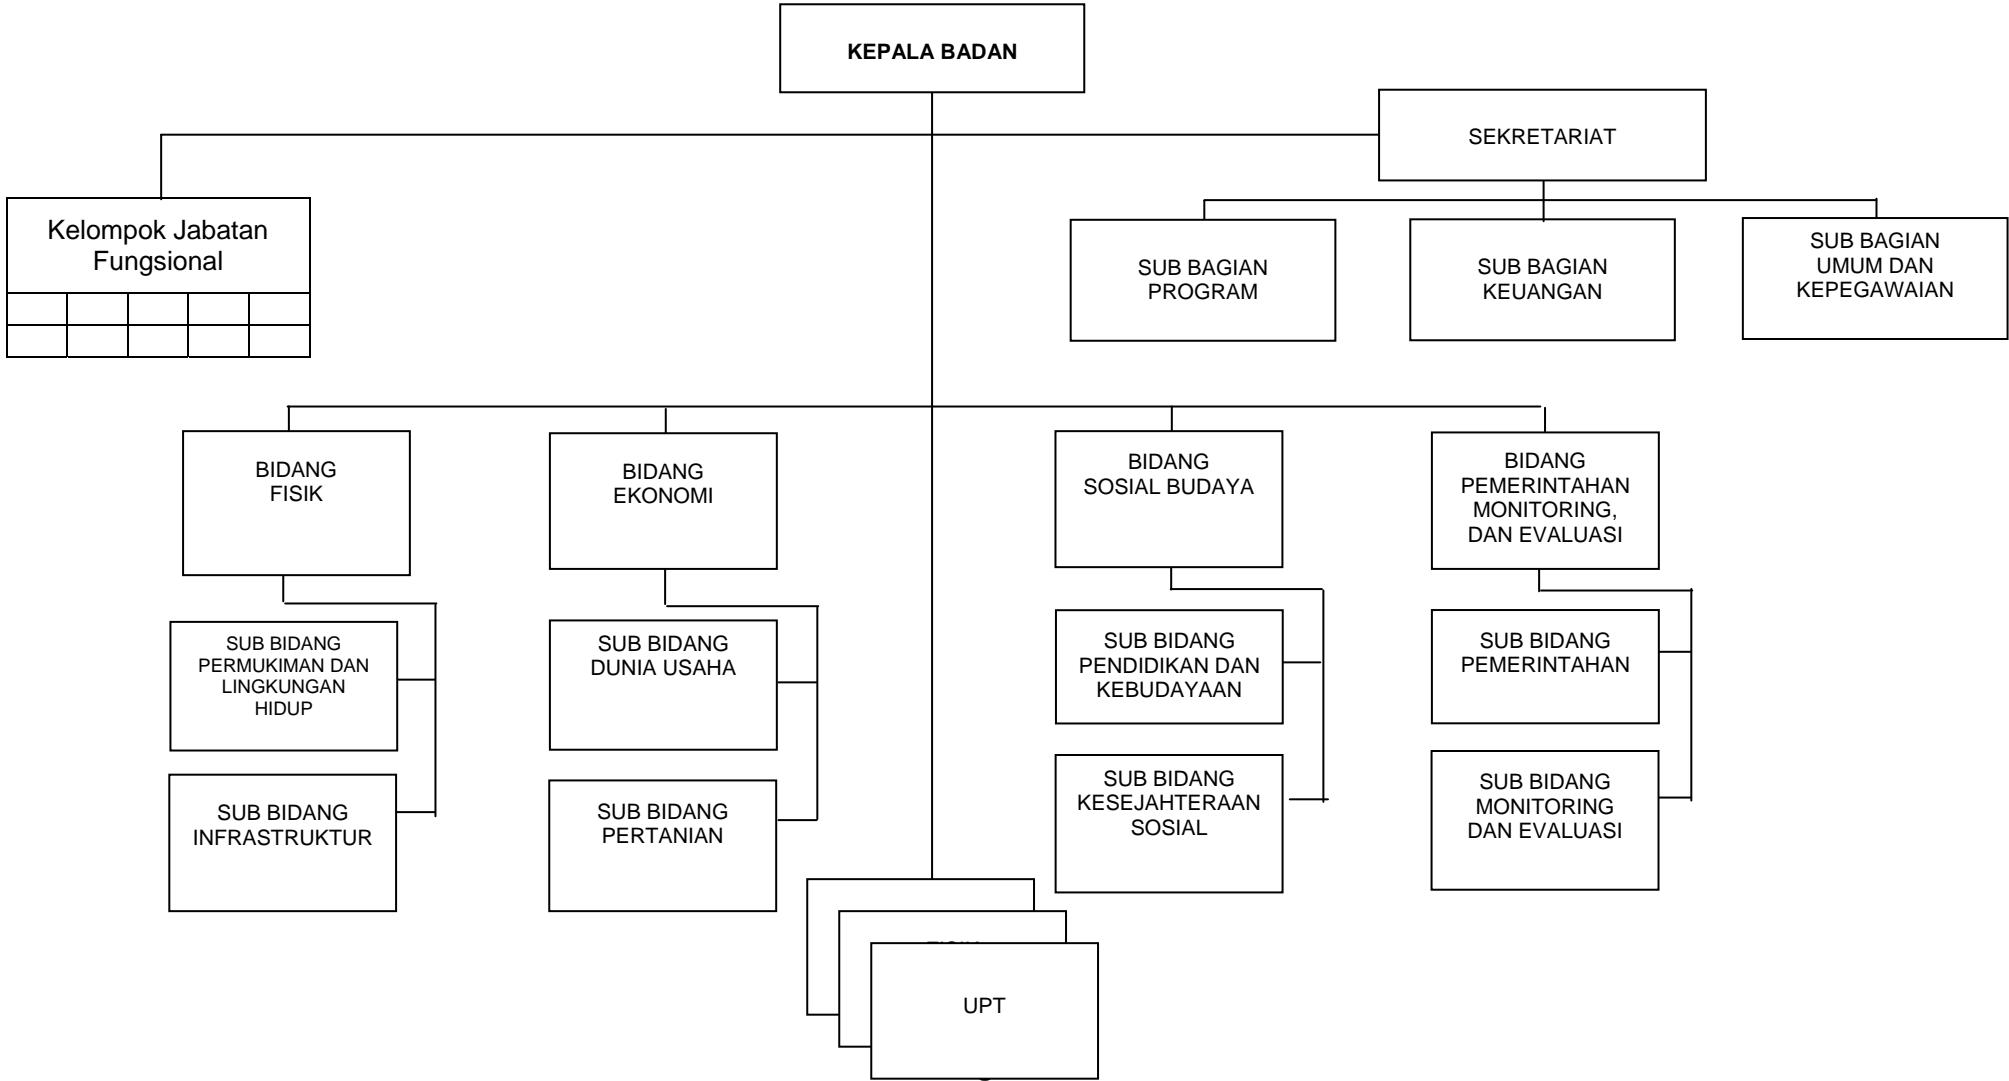 KEPALA BADAN
SEKRETARIAT
Kelompok Jabatan
Fungsional
SUB BAGIAN
PROGRAM
SUB BAGIAN
KEUANGAN
SUB BAGIAN
UMUM DAN
KEPEGAWAIAN
BIDANG
FISIK
BIDANG
EKONOMI
BIDANG
SOSIAL BUDAYA
BIDANG
PEMERINTAHAN
MONITORING,
DAN EVALUASI
SUB BIDANG
PERMUKIMAN DAN
LINGKUNGAN
HIDUP
SUB BIDANG
DUNIA USAHA
SUB BIDANG
PENDIDIKAN DAN
KEBUDAYAAN
SUB BIDANG
PEMERINTAHAN
SUB BIDANG
INFRASTRUKTUR
SUB BIDANG
PERTANIAN
SUB BIDANG
KESEJAHTERAAN
SOSIAL
SUB BIDANG
MONITORING
DAN EVALUASI
UPT